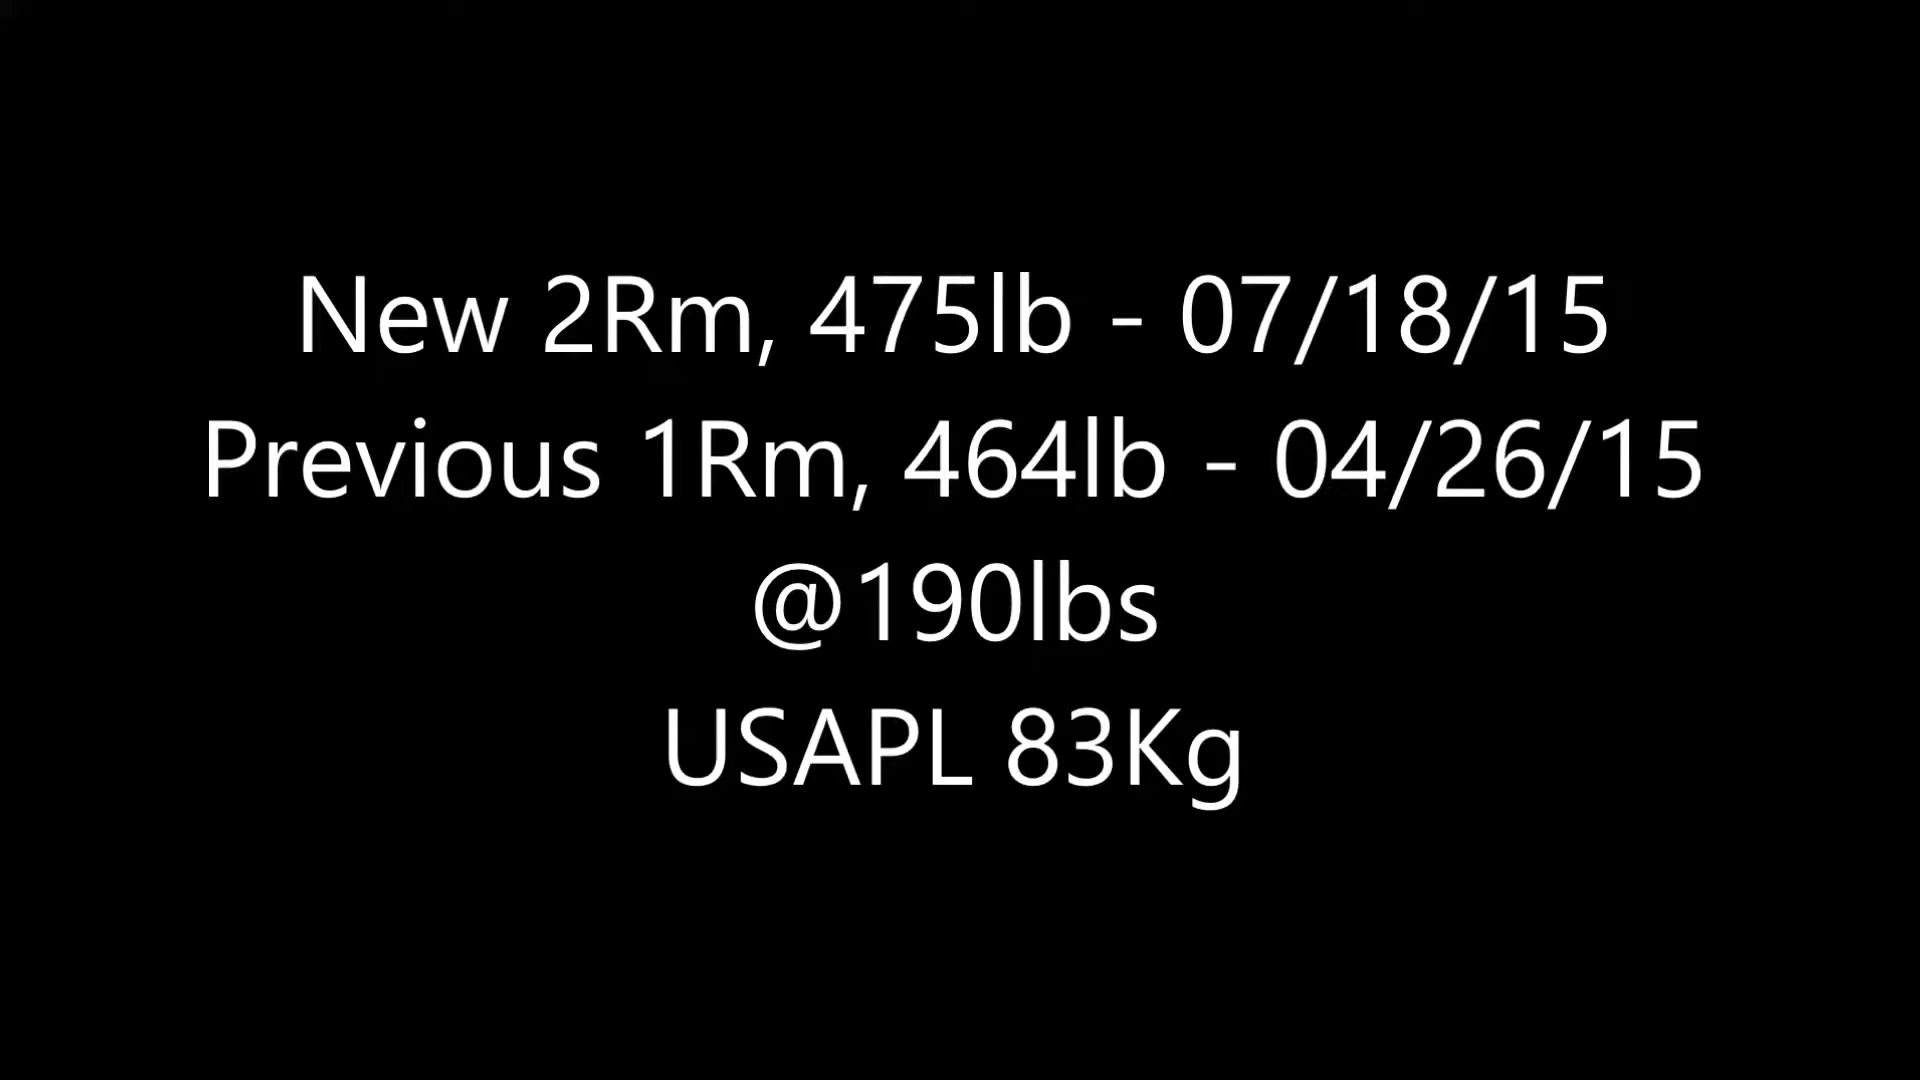 New 2Rm, 475lb - 07/18/15
Previous 1Rm, 464lb - 04/26/15
@190lbs
USAPL 83Kg